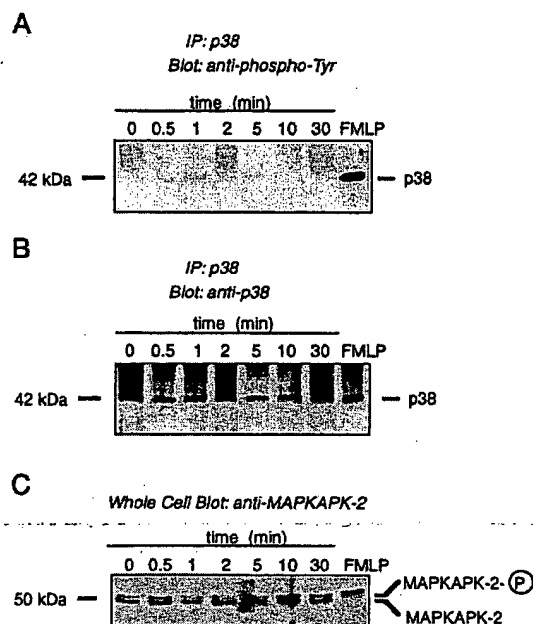 A
IP: p38
Blot: anti-phospho-Tyr
time (min)
0 0.5 1 2 5 10 30 FMLP
42 kDa
p38
B
IP: p38
Blot: anti-p38
time (min)
0 0.5 1 2 5 10 30 FMLP
42 kDa
p38
C
Whole Cell Blot: anti-MAPKAPK-2
time (min)
0 0.5 1 2 5 10 30 FMLP
50 kDa
MAPKAPK-2-P
MAPKAPK-2